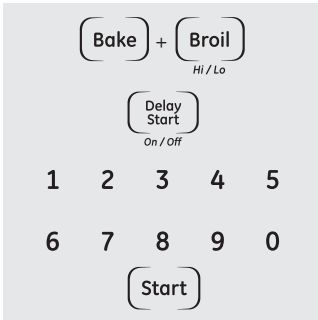 Bake + Broil
Hi / Lo
Delay
Start
On / Off
1 2 3 4 5
6 7 8 9 0
Start